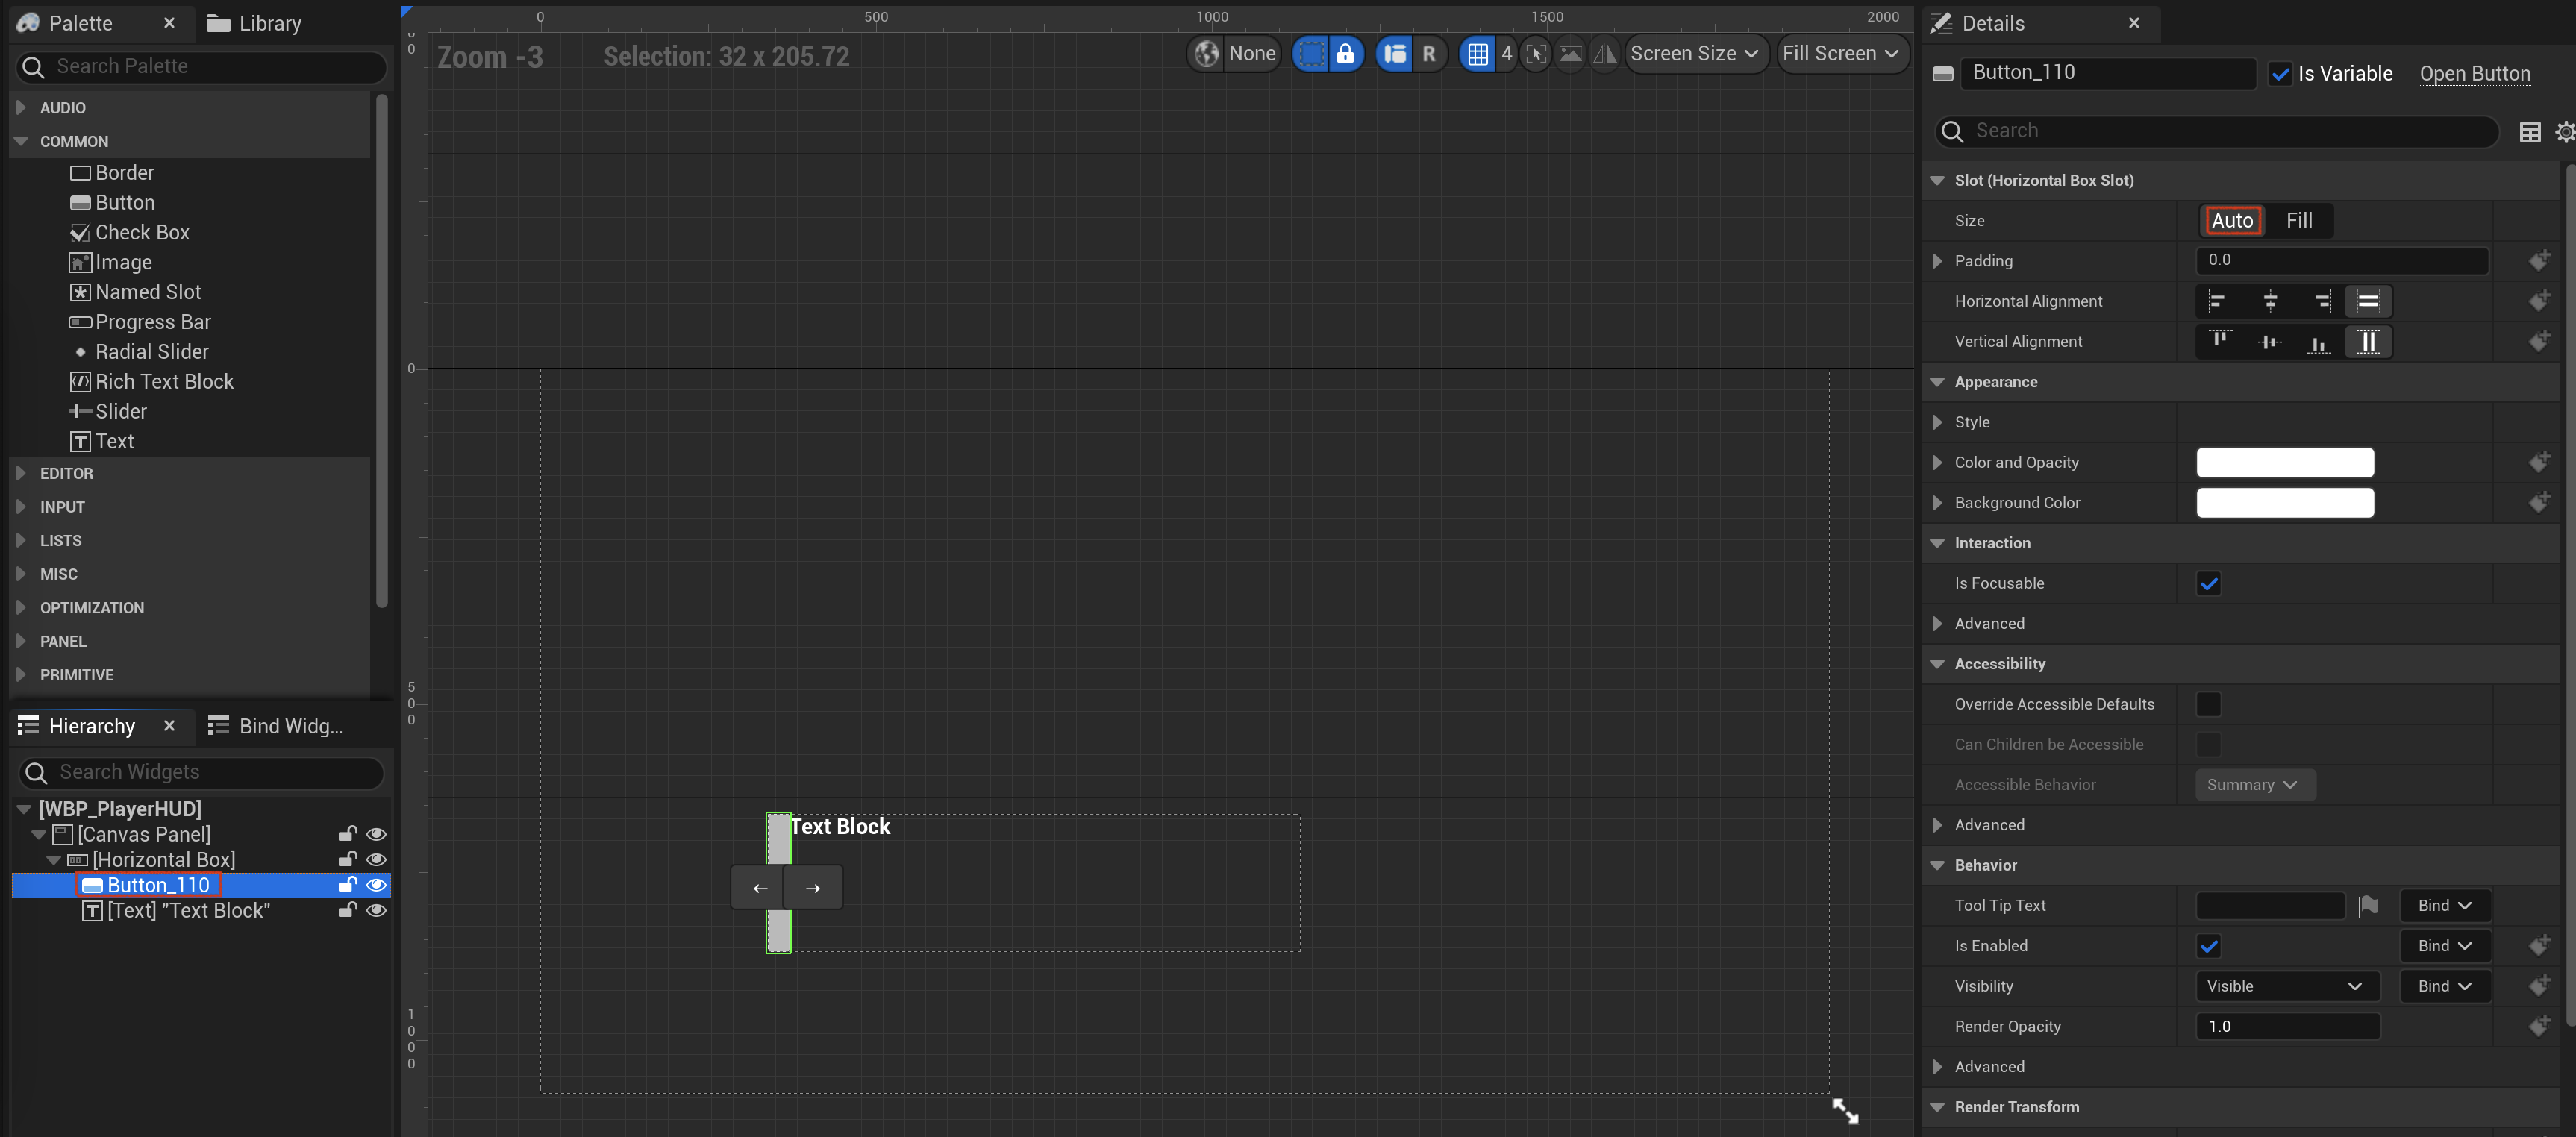 Palette
Library
Search Palette
AUDIO
COMMON
Border
Button
Check Box
Image
Named Slot
Progress Bar
Radial Slider
Rich Text Block
Slider
Text
EDITOR
INPUT
LISTS
MISC
OPTIMIZATION
PANEL
PRIMITIVE
Hierarchy
Bind Widg...
Search Widgets
[WBP_PlayerHUD]
[Canvas Panel]
[Horizontal Box]
Button_110
[Text] "Text Block"
0 500 1000 1500 2000
Zoom -3
Selection: 32 x 205.72
None
R
4
Screen Size
Fill Screen
0
0
500
1000
Text Block
← →
Details
Button_110
Is Variable
Open Button
Search
Slot (Horizontal Box Slot)
Size Auto Fill
Padding 0.0
Horizontal Alignment
Vertical Alignment
Appearance
Style
Color and Opacity
Background Color
Interaction
Is Focusable
Advanced
Accessibility
Override Accessible Defaults
Can Children be Accessible
Accessible Behavior Summary
Advanced
Behavior
Tool Tip Text Bind
Is Enabled Bind
Visibility Visible Bind
Render Opacity 1.0
Advanced
Render Transform